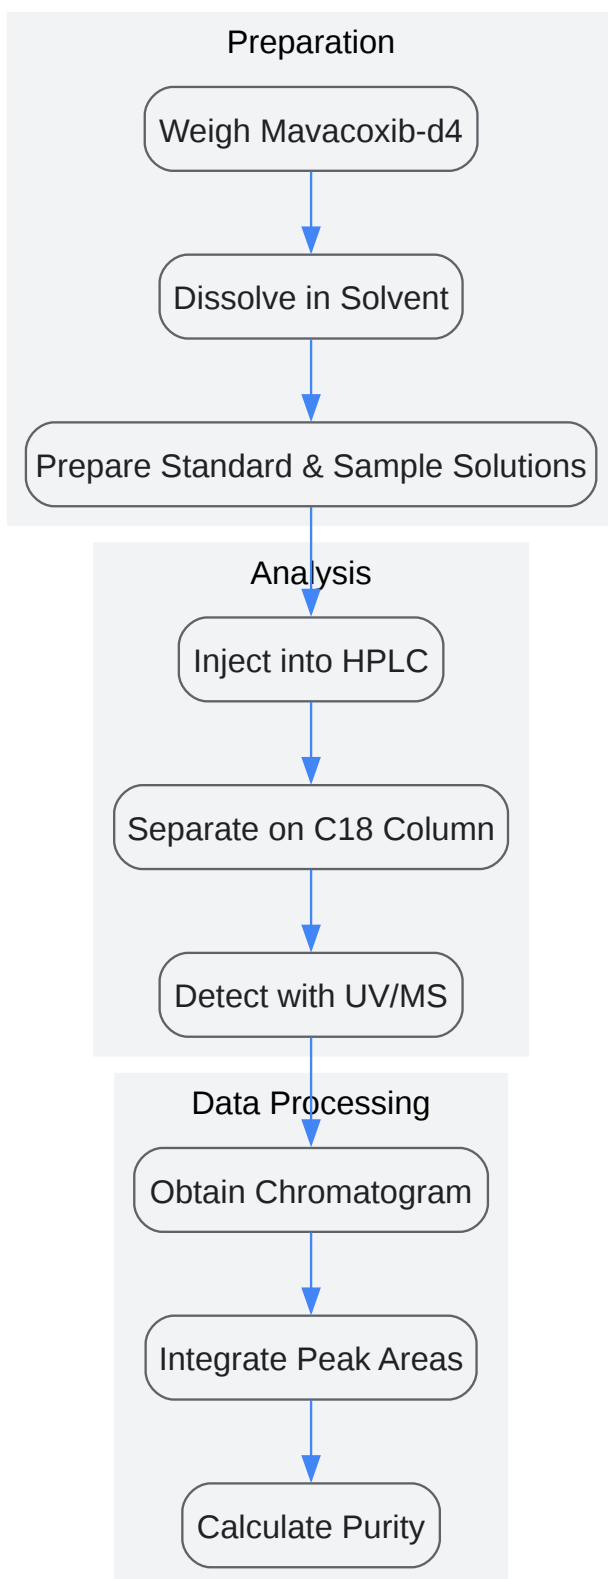 Preparation
Weigh Mavacoxib-d4
Dissolve in Solvent
Prepare Standard & Sample Solutions
Analysis
Inject into HPLC
Separate on C18 Column
Detect with UV/MS
Data Processing
Obtain Chromatogram
Integrate Peak Areas
Calculate Purity